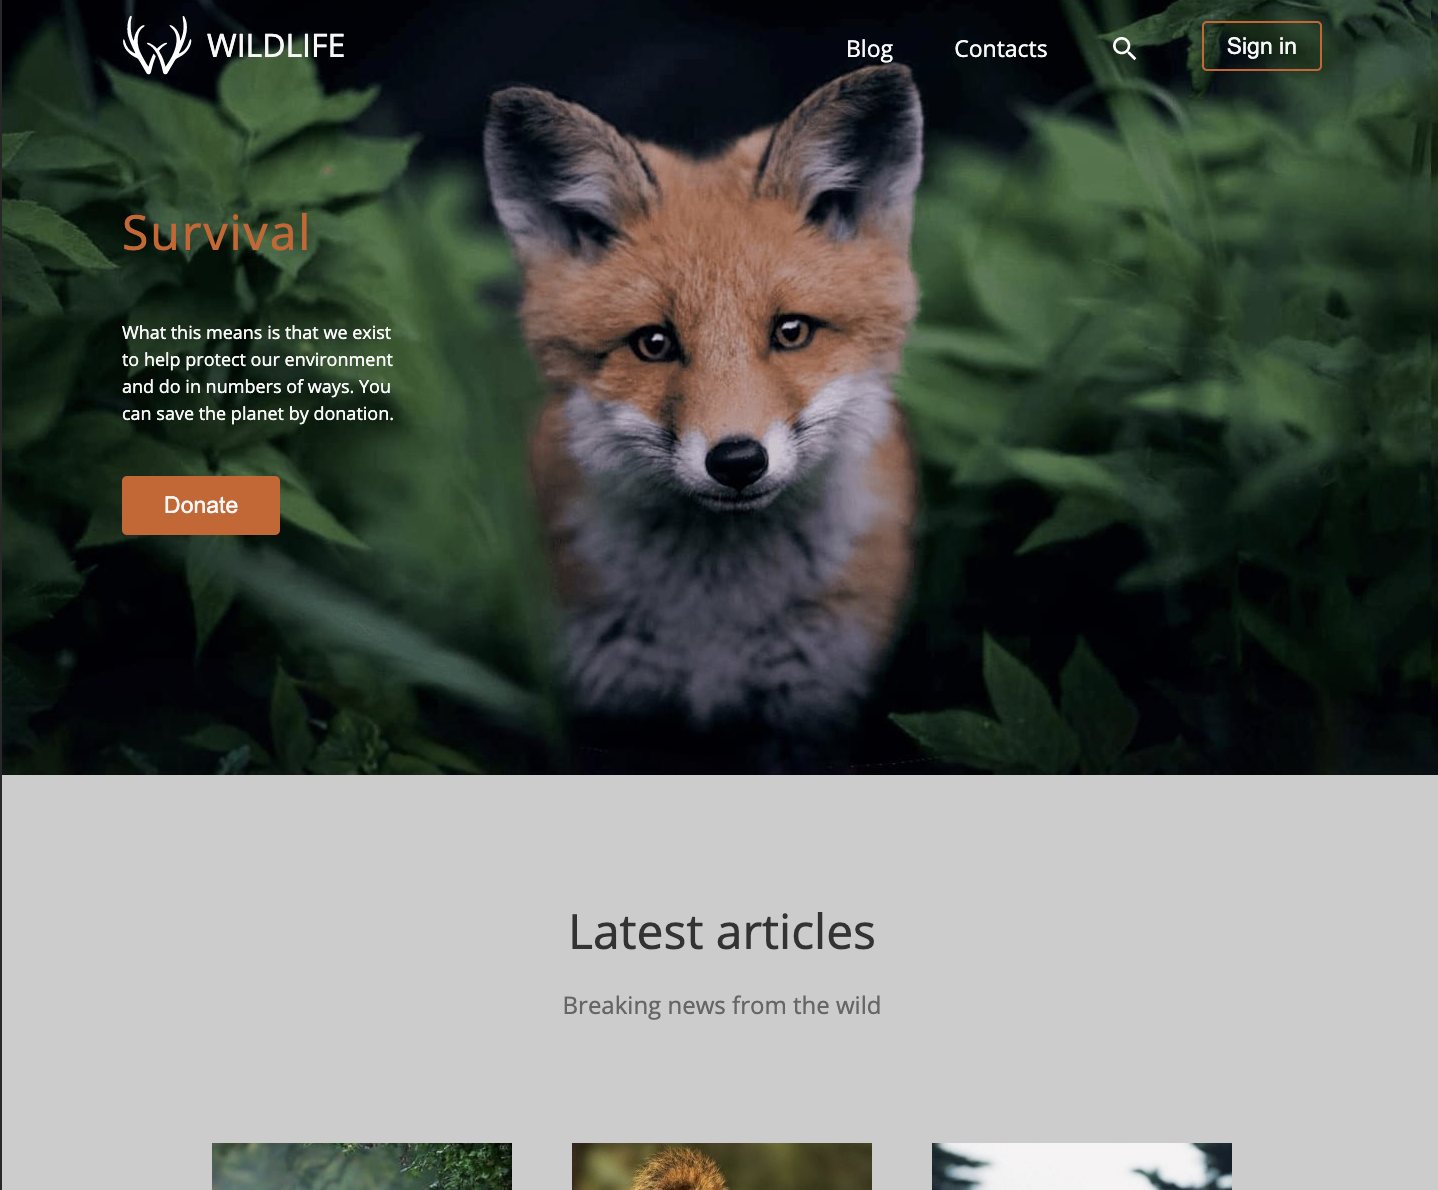 WILDLIFE
Blog
Contacts
Sign in
Survival
What this means is that we exist
to help protect our environment
and do in numbers of ways. You
can save the planet by donation.
Donate
Latest articles
Breaking news from the wild